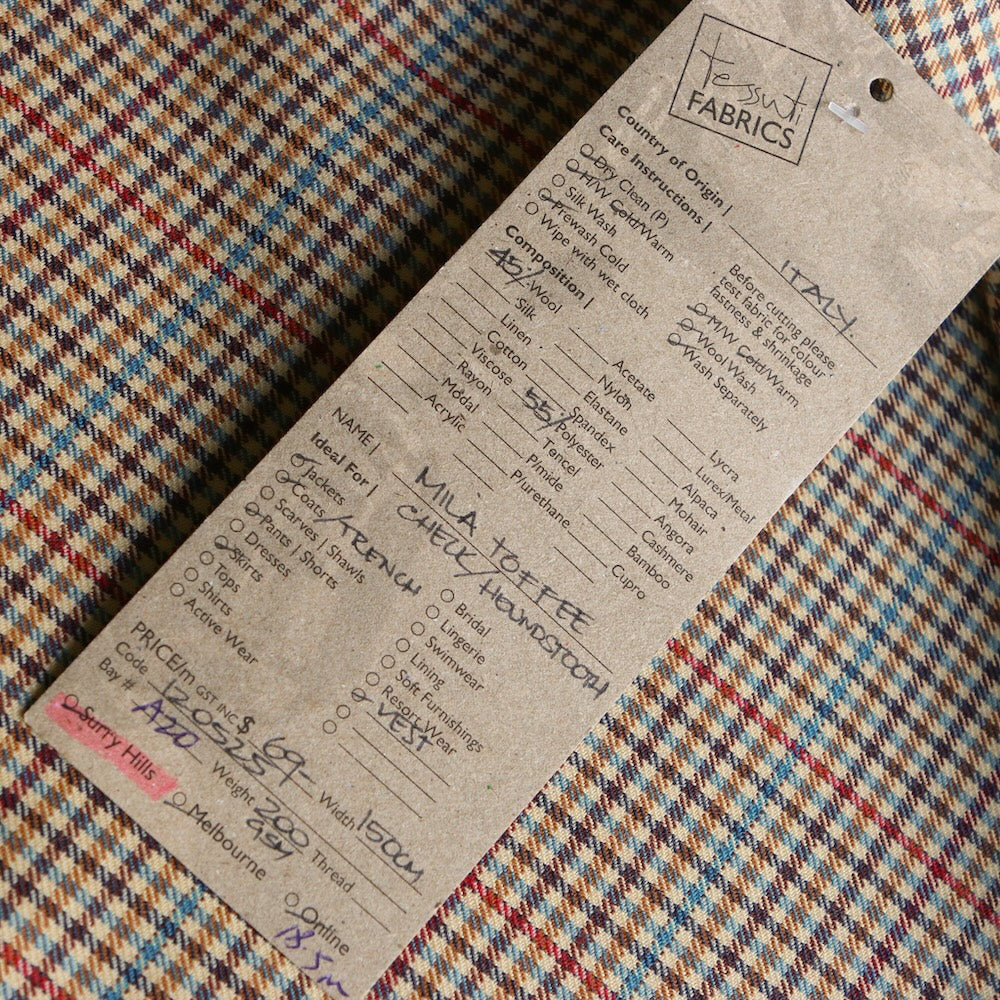 tessuti
FABRICS
Country of Origin | ITALY
Care Instructions |
Dry Clean (P)
H/W Cold/Warm
Silk Wash
Prewash Cold
Wipe with wet cloth
Before cutting please
test fabric for colour
fastness & shrinkage
M/W Cold/Warm
Wool Wash
Wash Separately
Composition |
45% Wool
Silk
Linen
Cotton
Viscose
Rayon
Modal
Acrylic
Acetate
Nylon
Elastane
Spandex
55% Polyester
Tencel
P/mide
P/urethane
Lycra
Lurex/Metal
Alpaca
Mohair
Angora
Cashmere
Bamboo
Cupro
NAME | MILA TOFFEE
CHECK/HOUNDSTOOTH
Ideal For |
Jackets
Coats/TRENCH
Scarves | Shawls
Pants | Shorts
Dresses
Skirts
Tops
Shirts
Active Wear
Bridal
Lingerie
Swimwear
Lining
Soft Furnishings
Resort Wear
VEST
PRICE/m GST INC $ 69- Width 150cm
Code 1205225 Weight 200 GSM Thread
Bay # A220
Surry Hills
Melbourne
Online
18.5m